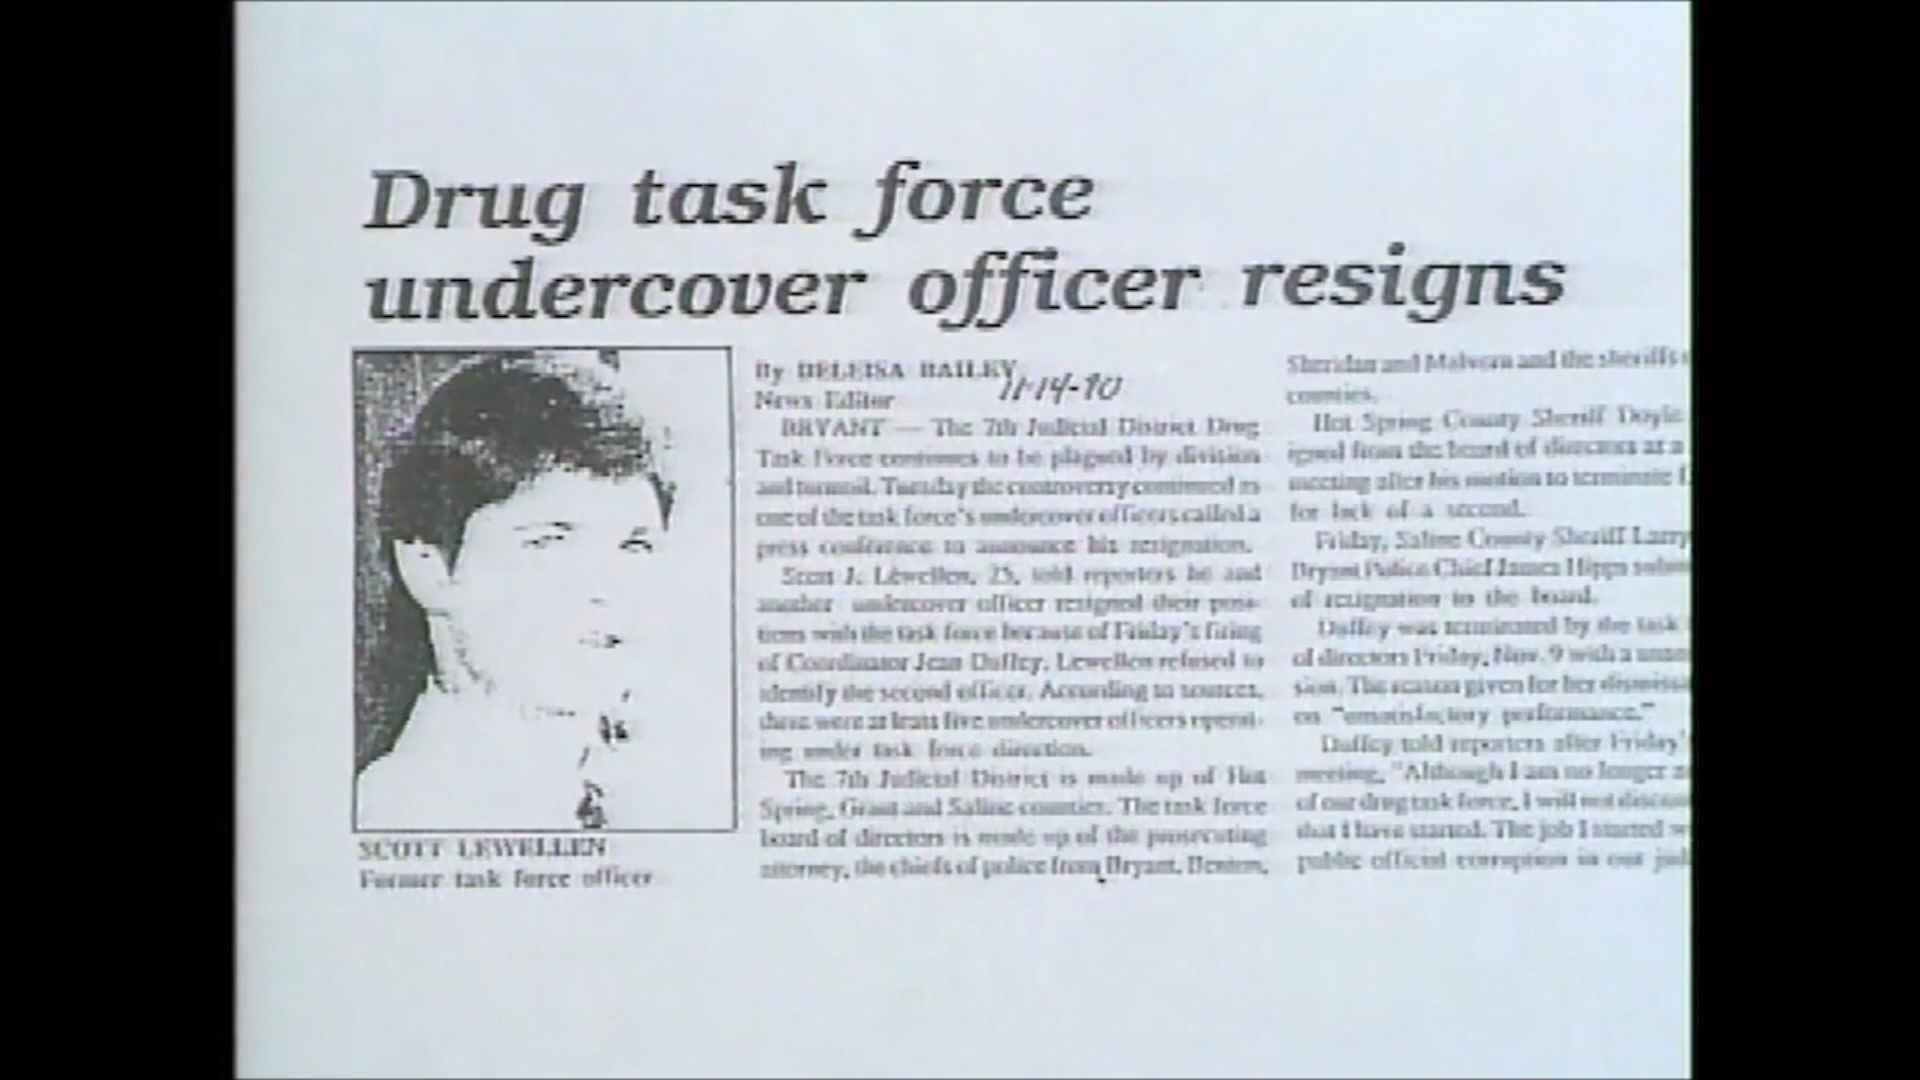 Drug task force
undercover officer resigns
By DELEISA BAILEY
11-14-90
News Editor
BRYANT — The 7th Judicial District Drug
Task Force continues to be plagued by division
and turmoil. Tuesday the controversy continued as
one of the task force's undercover officers called a
press conference to announce his resignation.
Scott J. Lewellen, 25, told reporters he and
another undercover officer resigned their posi-
tions with the task force because of Friday's firing
of Coordinator Jean Duffey. Lewellen refused to
identify the second officer. According to sources,
there were at least five undercover officers operat-
ing under task force direction.
The 7th Judicial District is made up of Hot
Spring, Grant and Saline counties. The task force
board of directors is made up of the prosecuting
attorney, the chiefs of police from Bryant, Benton,
Sheridan and Malvern and the sheriffs
counties.
Hot Spring County Sheriff Doyle
igned from the board of directors at a
meeting after his motion to terminate
for lack of a second.
Friday, Saline County Sheriff Larry
Bryant Police Chief James Hipps
of resignation to the board.
Duffey was terminated by the task
of directors Friday, Nov. 9 with a
sion. The reason given for her
on "unsatisfactory performance."
Duffey told reporters after Friday's
meeting, "Although I am no longer
of our drug task force, I will not
that I have started. The job I started
public official corruption in our
SCOTT LEWELLEN
Former task force officer